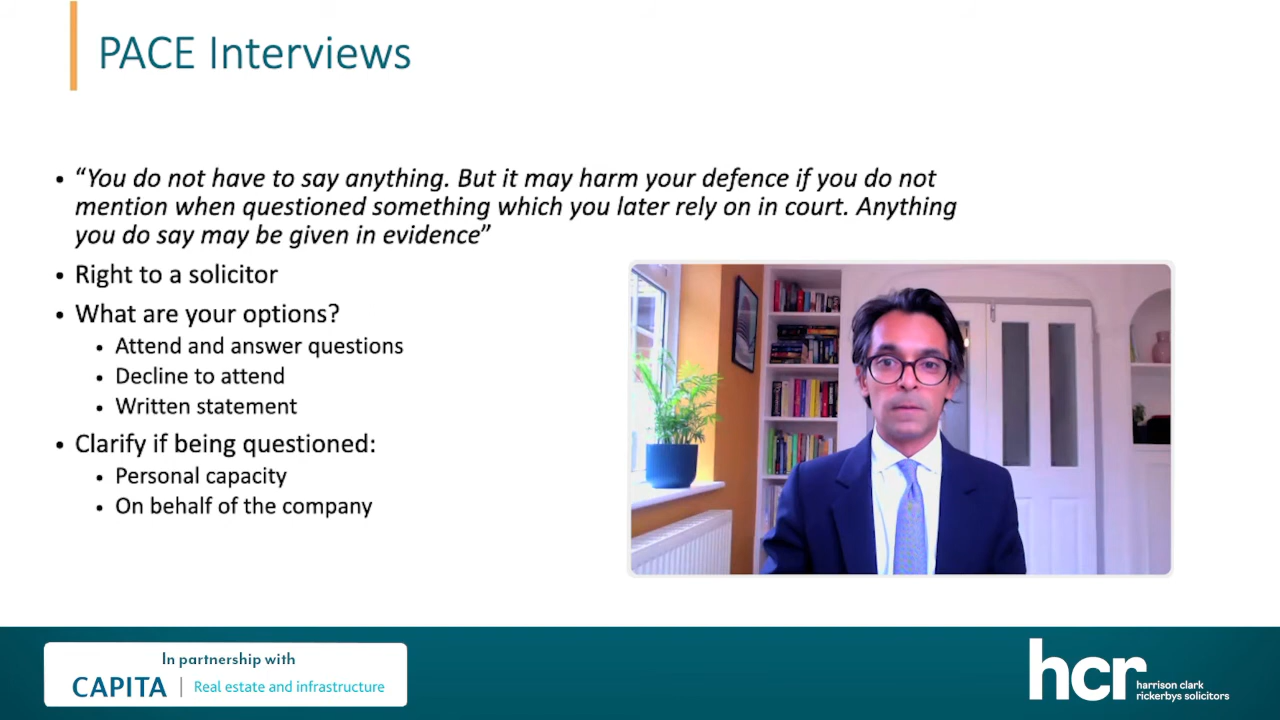 PACE Interviews
• “You do not have to say anything. But it may harm your defence if you do not
mention when questioned something which you later rely on in court. Anything
you do say may be given in evidence”
• Right to a solicitor
• What are your options?
• Attend and answer questions
• Decline to attend
• Written statement
• Clarify if being questioned:
• Personal capacity
• On behalf of the company
In partnership with
CAPITA | Real estate and infrastructure
hcr harrison clark
rickerbys solicitors